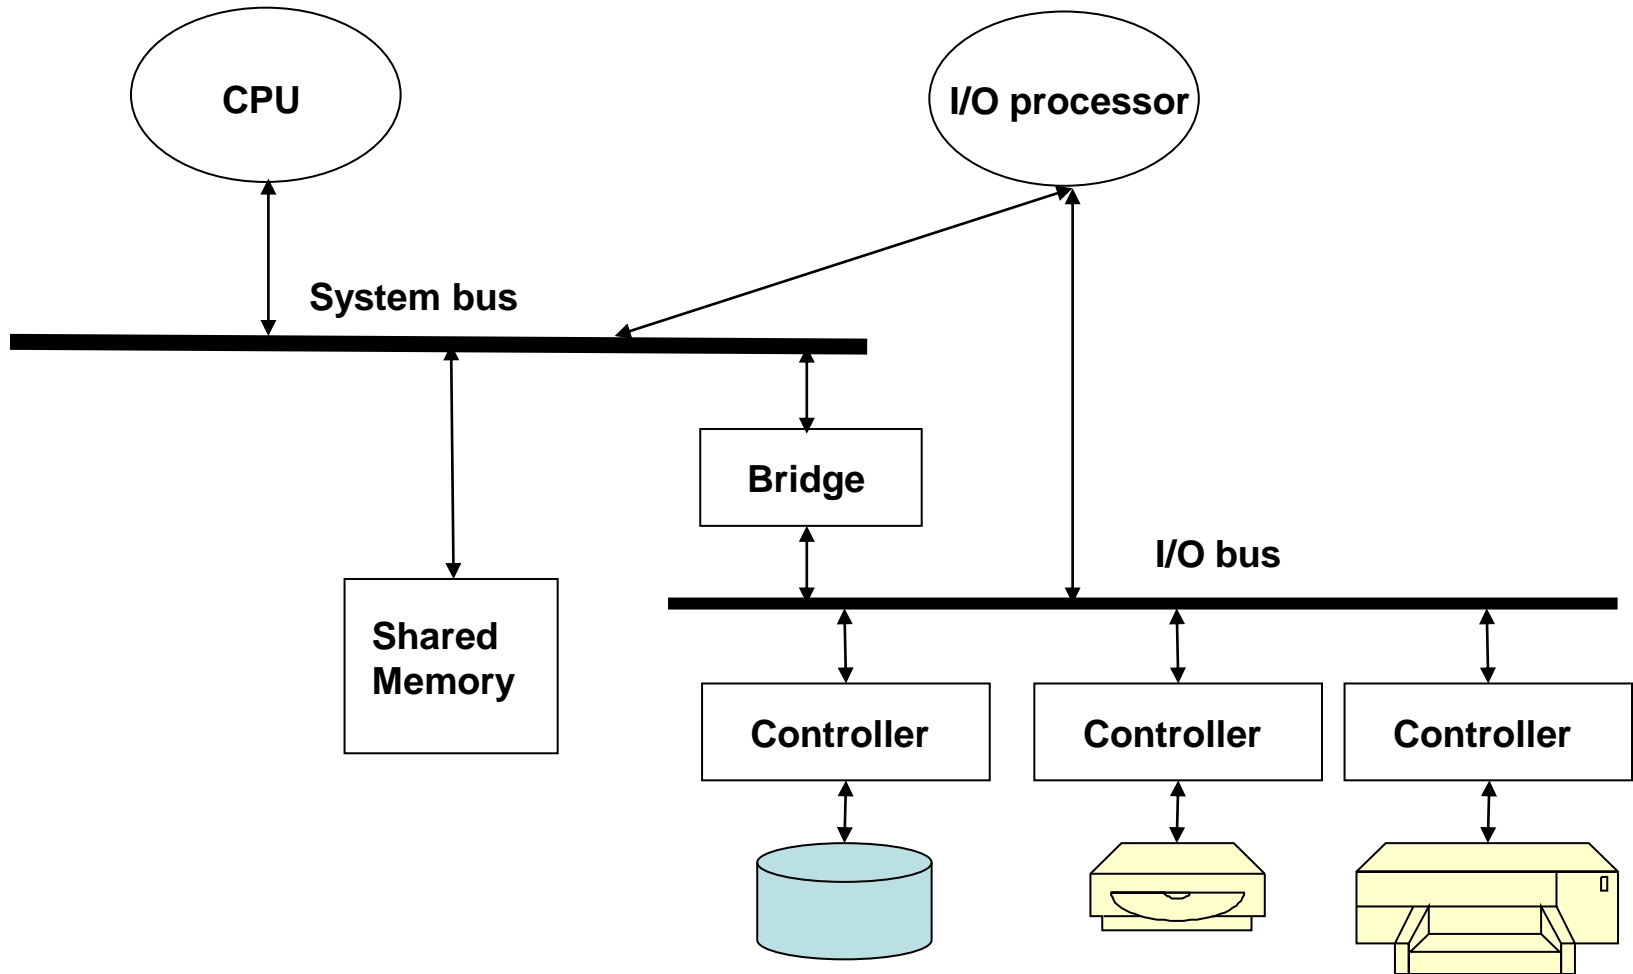 CPU
I/O processor
System bus
Bridge
I/O bus
Shared
Memory
Controller
Controller
Controller